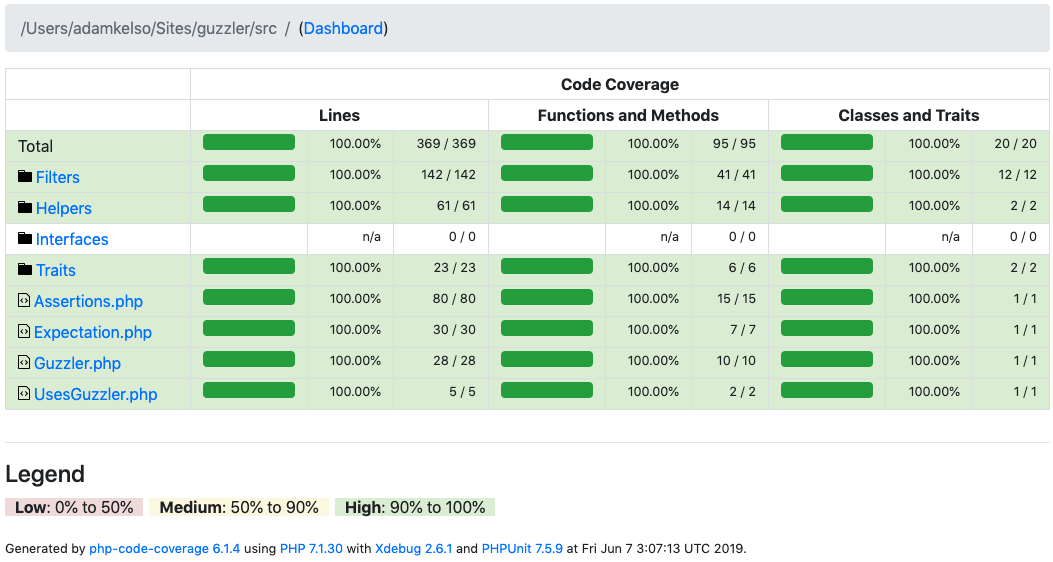 /Users/adamkelso/Sites/guzzler/src / (Dashboard)
Code Coverage
Lines Functions and Methods Classes and Traits
Total 100.00% 369 / 369 100.00% 95 / 95 100.00% 20 / 20
Filters 100.00% 142 / 142 100.00% 41 / 41 100.00% 12 / 12
Helpers 100.00% 61 / 61 100.00% 14 / 14 100.00% 2 / 2
Interfaces n/a 0 / 0 n/a 0 / 0 n/a 0 / 0
Traits 100.00% 23 / 23 100.00% 6 / 6 100.00% 2 / 2
Assertions.php 100.00% 80 / 80 100.00% 15 / 15 100.00% 1 / 1
Expectation.php 100.00% 30 / 30 100.00% 7 / 7 100.00% 1 / 1
Guzzler.php 100.00% 28 / 28 100.00% 10 / 10 100.00% 1 / 1
UsesGuzzler.php 100.00% 5 / 5 100.00% 2 / 2 100.00% 1 / 1
Legend
Low: 0% to 50% Medium: 50% to 90% High: 90% to 100%
Generated by php-code-coverage 6.1.4 using PHP 7.1.30 with Xdebug 2.6.1 and PHPUnit 7.5.9 at Fri Jun 7 3:07:13 UTC 2019.